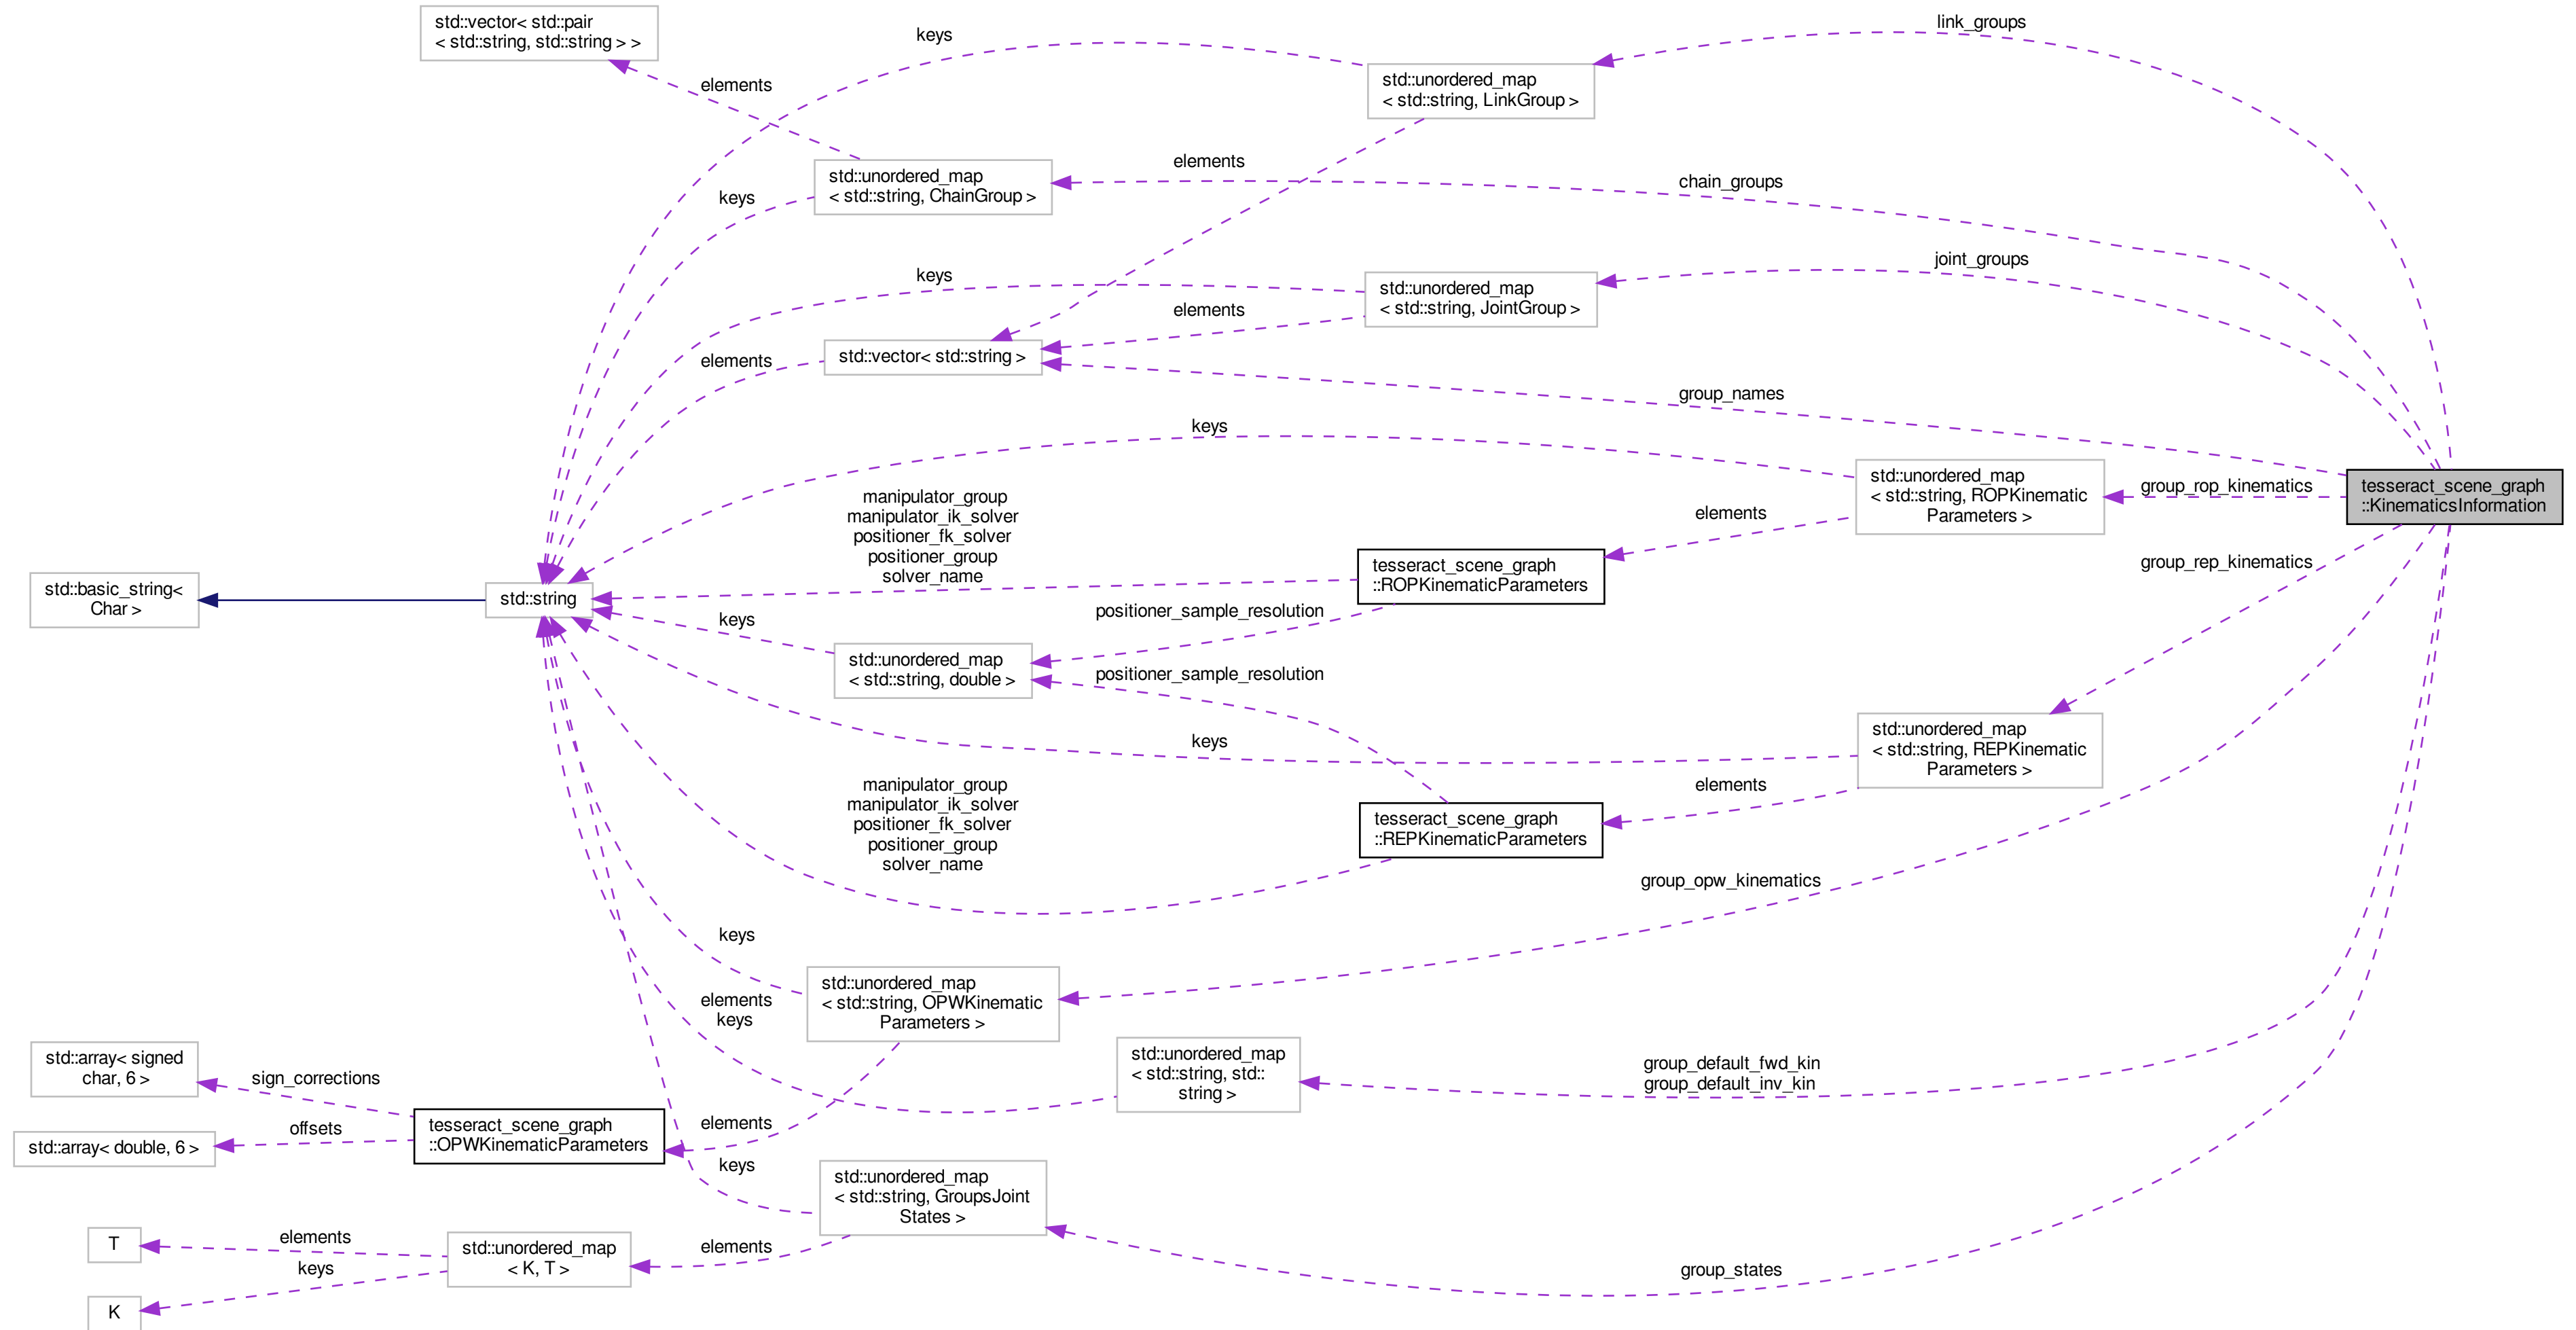 std::vector< std::pair
< std::string, std::string > >
keys
link_groups
elements
std::unordered_map
< std::string, LinkGroup >
std::unordered_map
< std::string, ChainGroup >
elements
chain_groups
keys
keys
std::unordered_map
< std::string, JointGroup >
joint_groups
elements
std::vector< std::string >
elements
group_names
keys
std::unordered_map
< std::string, ROPKinematic
Parameters >
group_rop_kinematics
tesseract_scene_graph
::KinematicsInformation
manipulator_group
manipulator_ik_solver
positioner_fk_solver
positioner_group
solver_name
elements
tesseract_scene_graph
::ROPKinematicParameters
group_rep_kinematics
std::basic_string<
Char >
std::string
positioner_sample_resolution
keys
std::unordered_map
< std::string, double >
positioner_sample_resolution
keys
std::unordered_map
< std::string, REPKinematic
Parameters >
elements
manipulator_group
manipulator_ik_solver
positioner_fk_solver
positioner_group
solver_name
tesseract_scene_graph
::REPKinematicParameters
group_opw_kinematics
keys
std::unordered_map
< std::string, OPWKinematic
Parameters >
elements
keys
std::unordered_map
< std::string, std::
string >
group_default_fwd_kin
group_default_inv_kin
std::array< signed
char, 6 >
sign_corrections
offsets
std::array< double, 6 >
tesseract_scene_graph
::OPWKinematicParameters
elements
keys
std::unordered_map
< std::string, GroupsJoint
States >
T
elements
keys
K
std::unordered_map
< K, T >
elements
group_states